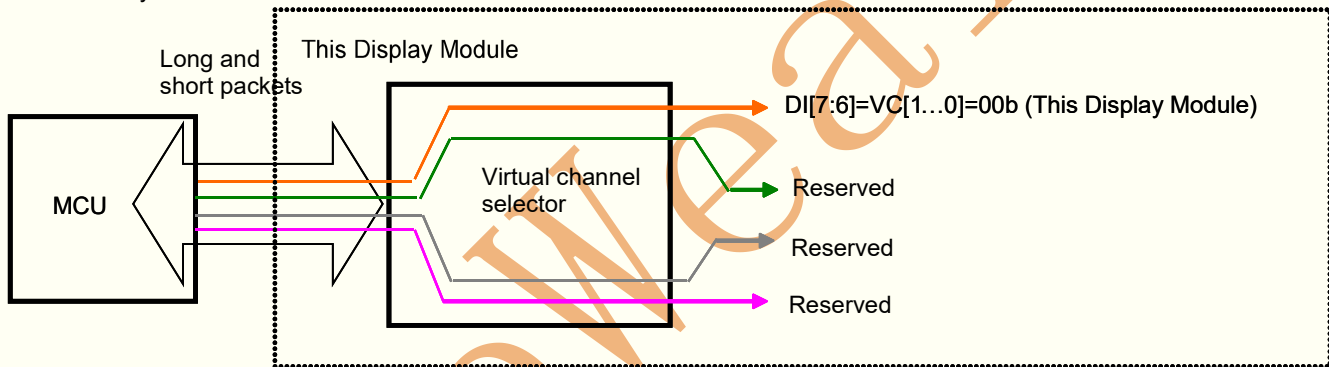 Long and
short packets
This Display Module
MCU
Virtual channel
selector
DI[7:6]=VC[1…0]=00b (This Display Module)
Reserved
Reserved
Reserved